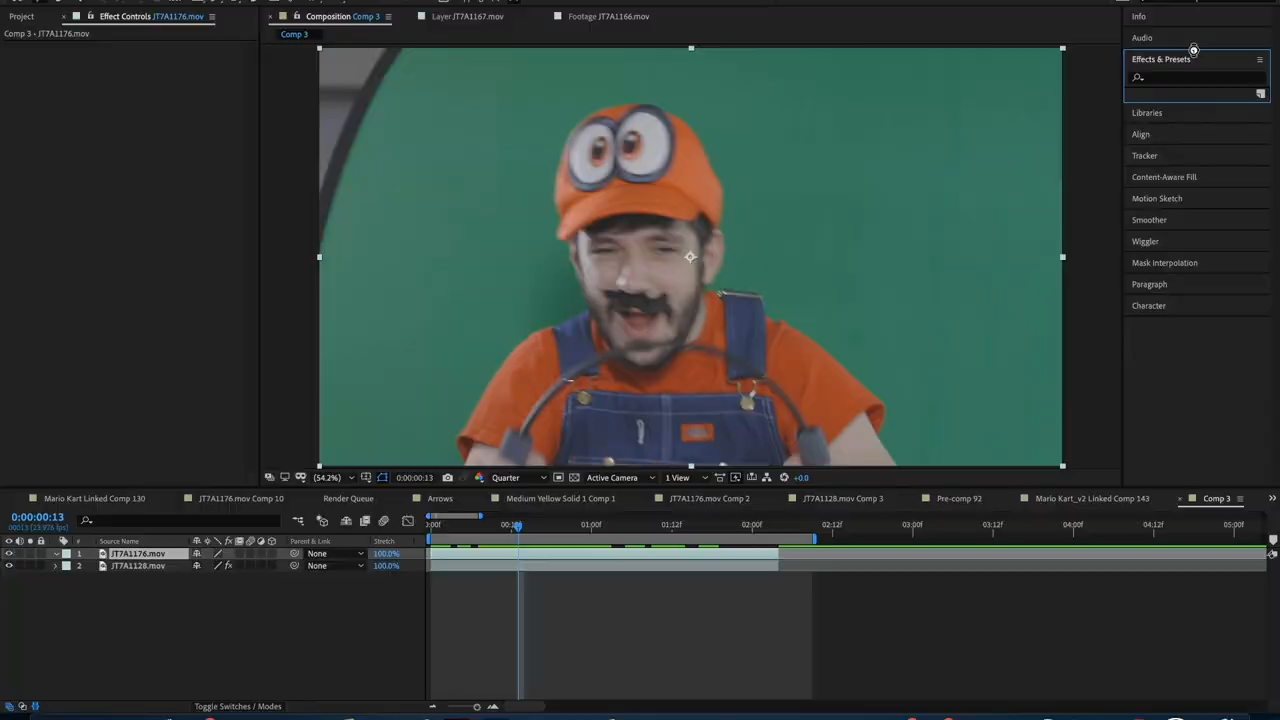 Project
Effect Controls JT7A1176.mov
Composition Comp 3
Layer JT7A1167.mov
Footage JT7A1166.mov
Info
Comp 3 • JT7A1176.mov
Comp 3
Audio
Effects & Presets
Libraries
Align
Tracker
Content-Aware Fill
Motion Sketch
Smoother
Wiggler
Mask Interpolation
Paragraph
Character
(54.2%)
0:00:00:13
Quarter
Active Camera
1 View
+0.0
Mario Kart Linked Comp 130
JT7A1176.mov Comp 10
Render Queue
Arrows
Medium Yellow Solid 1 Comp 1
JT7A1176.mov Comp 2
JT7A1128.mov Comp 3
Pre-comp 92
Mario Kart_v2 Linked Comp 143
Comp 3
0:00:00:13
00013 (23.976 fps)
01:00f
01:12f
02:00f
02:12f
03:00f
03:12f
04:00f
04:12f
05:00f
# Source Name
Parent & Link
Stretch
1 JT7A1176.mov None 100.0%
2 JT7A1128.mov None 100.0%
Toggle Switches / Modes